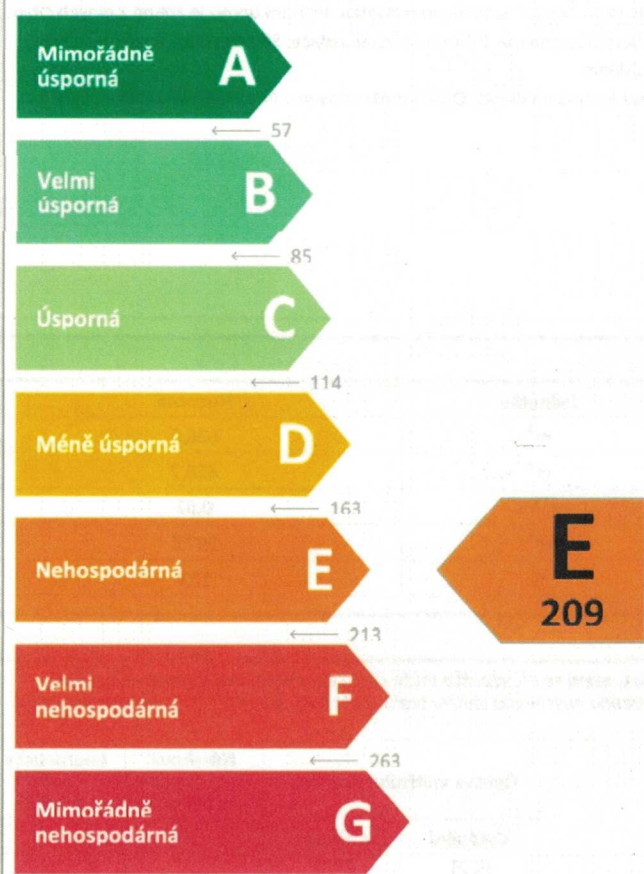 Mimořádně
úsporná
A
← 57
Velmi
úsporná
B
← 85
Úsporná
C
← 114
Méně úsporná
D
← 163
Nehospodárná
E
E
209
← 213
Velmi
nehospodárná
F
← 263
Mimořádně
nehospodárná
G